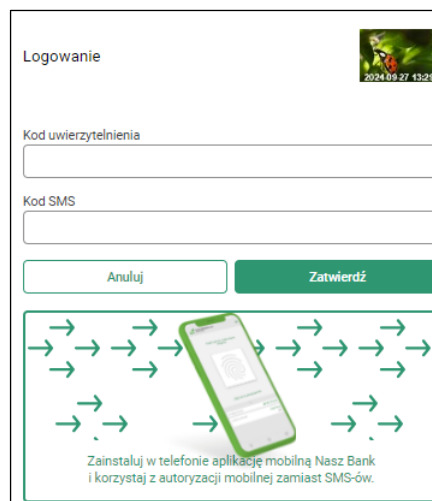 Logowanie
2024-09-27 13:29
Kod uwierzytelnienia
Kod SMS
Anuluj
Zatwierdź
Zainstaluj w telefonie aplikację mobilną Nasz Bank
i korzystaj z autoryzacji mobilnej zamiast SMS-ów.